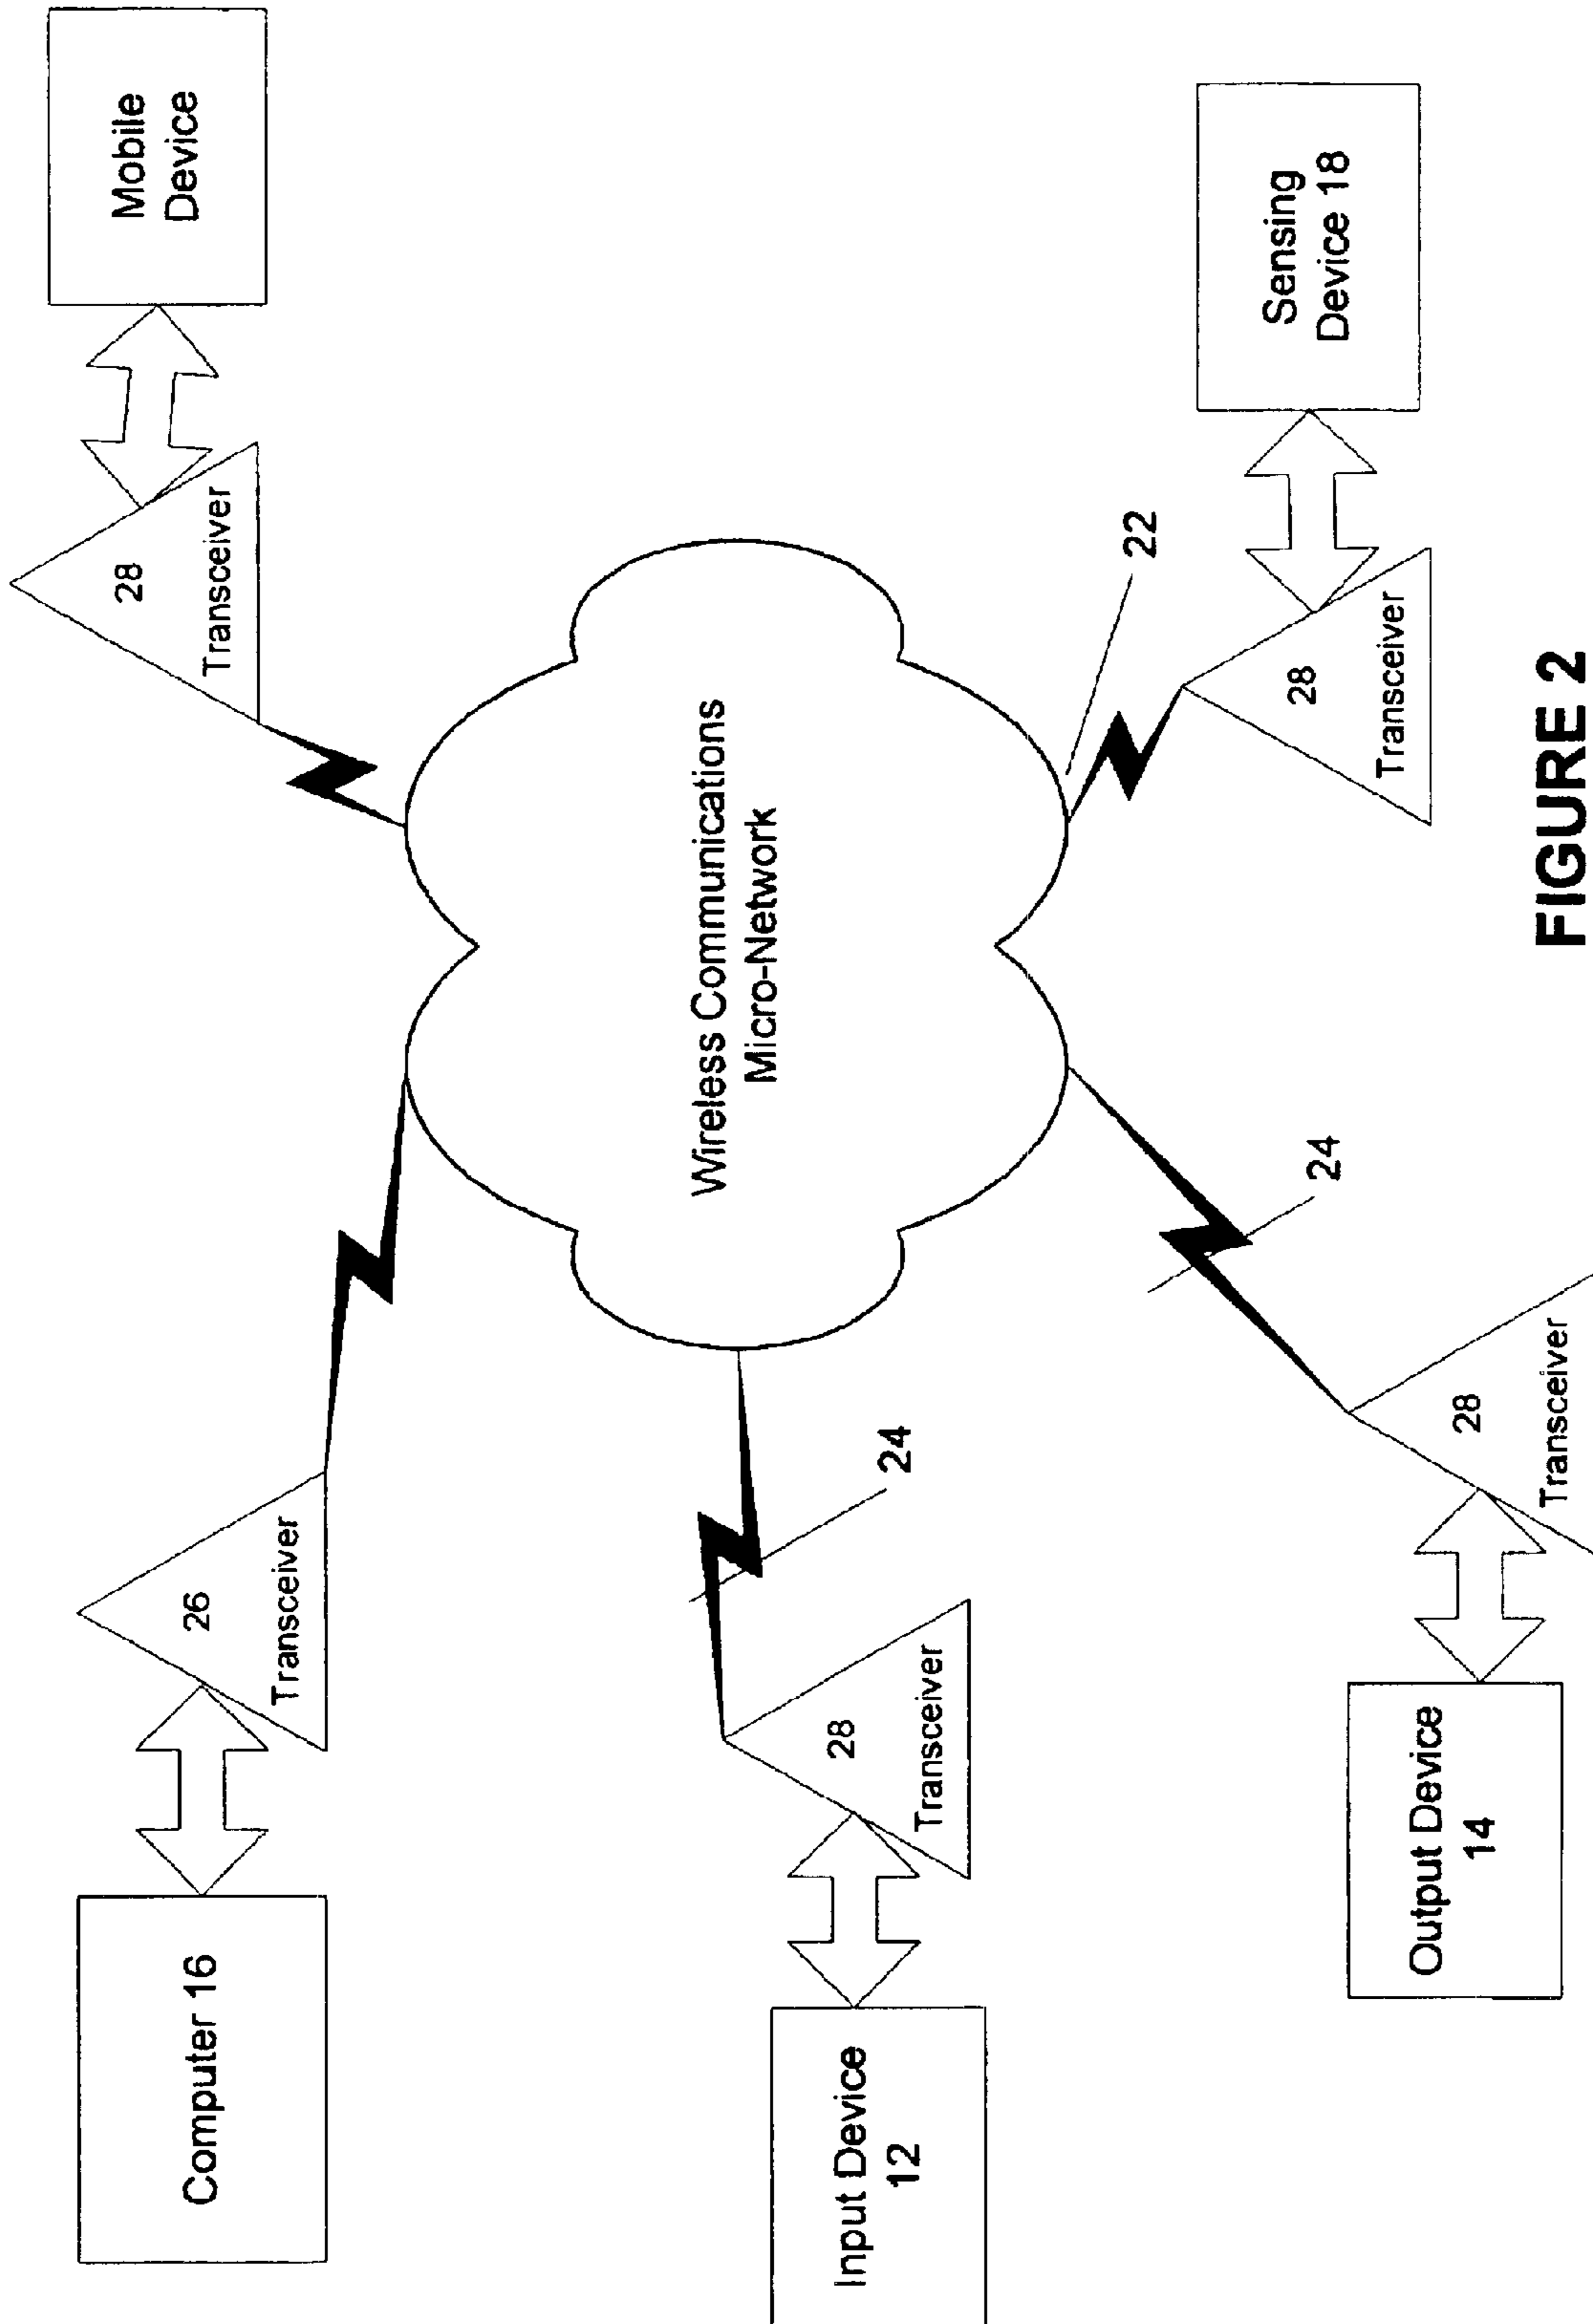 Computer 16
26
Transceiver
28
Transceiver
Mobile
Device
Wireless Communications
Micro-Network
24
22
Input Device
12
28
Transceiver
24
Sensing
Device 18
28
Transceiver
Output Device
14
28
Transceiver
FIGURE 2